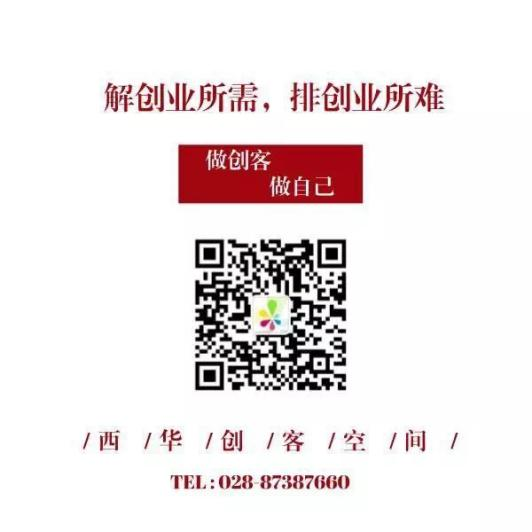 解创业所需，排创业所难
做创客
做自己
/ 西 / 华 / 创 / 客 / 空 / 间 /
TEL : 028-87387660